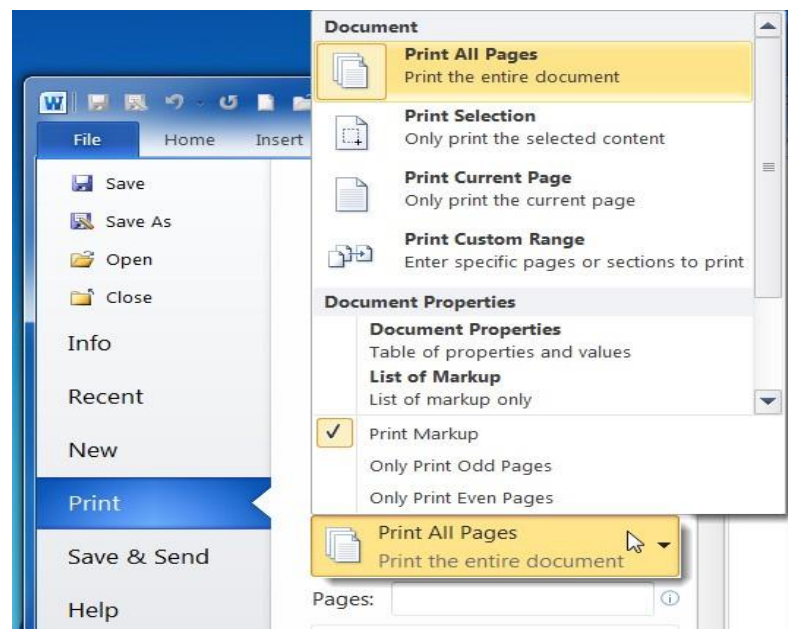 Document
Print All Pages
Print the entire document
Print Selection
Only print the selected content
Print Current Page
Only print the current page
Print Custom Range
Enter specific pages or sections to print
Document Properties
Document Properties
Table of properties and values
List of Markup
List of markup only
Print Markup
Only Print Odd Pages
Only Print Even Pages
Print All Pages
Print the entire document
Pages:
W
File Home Insert
Save
Save As
Open
Close
Info
Recent
New
Print
Save & Send
Help